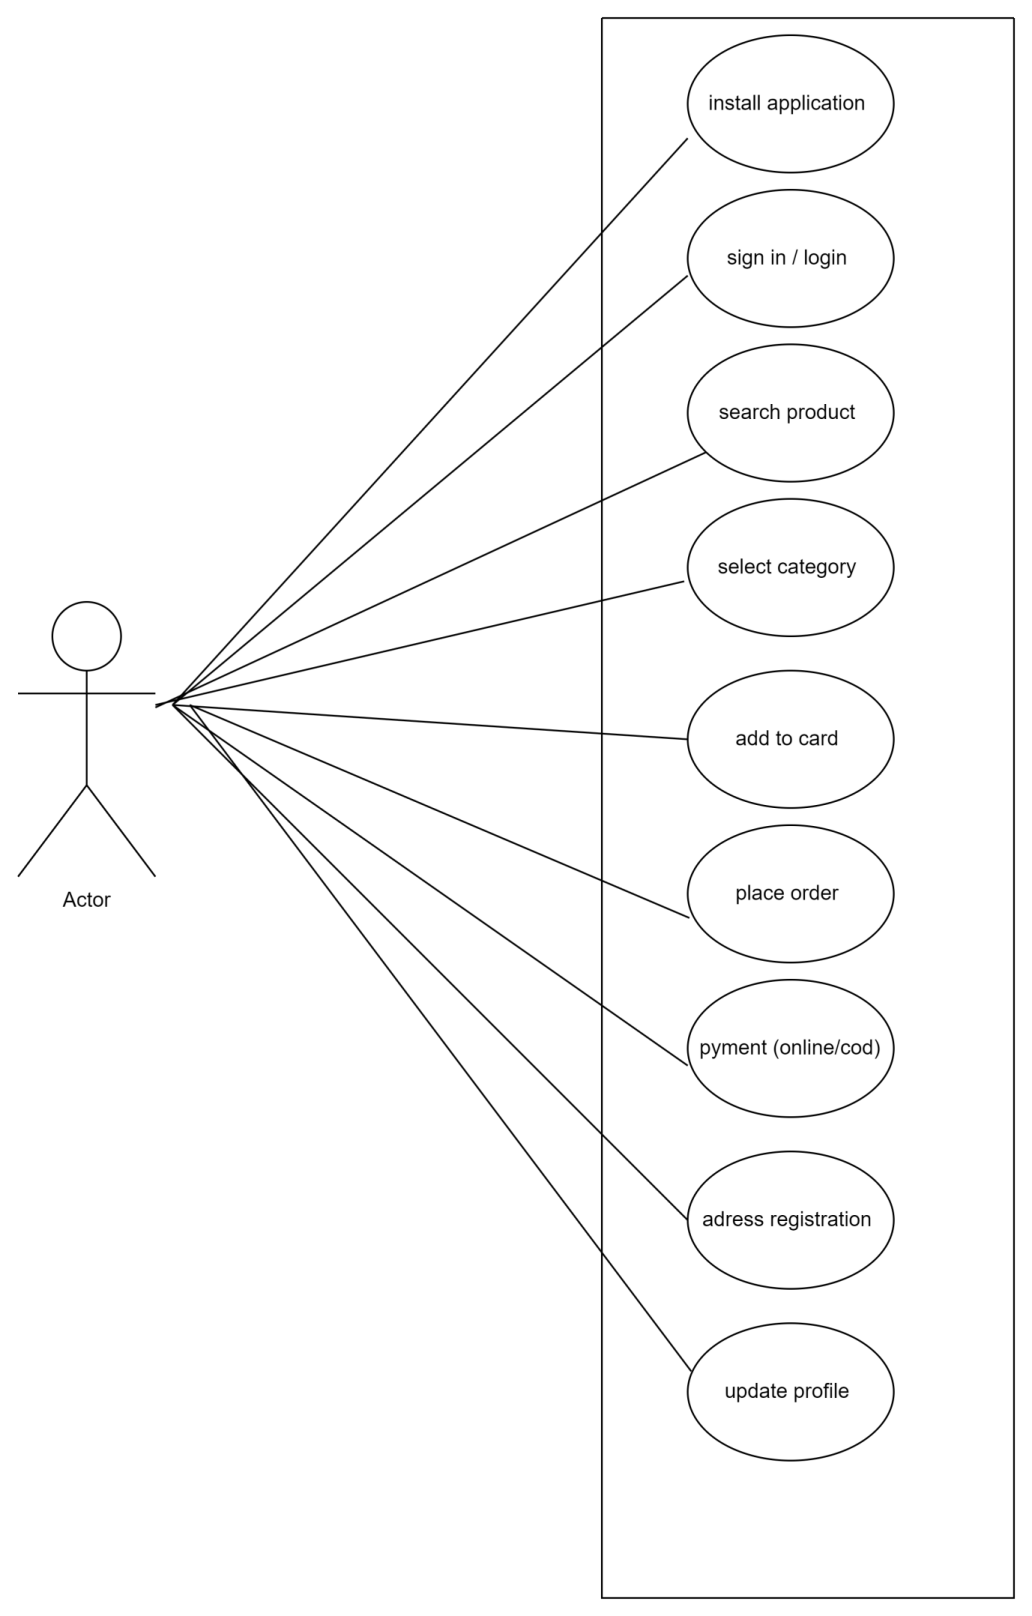 install application
sign in / login
search product
select category
add to card
place order
pyment (online/cod)
adress registration
update profile
Actor